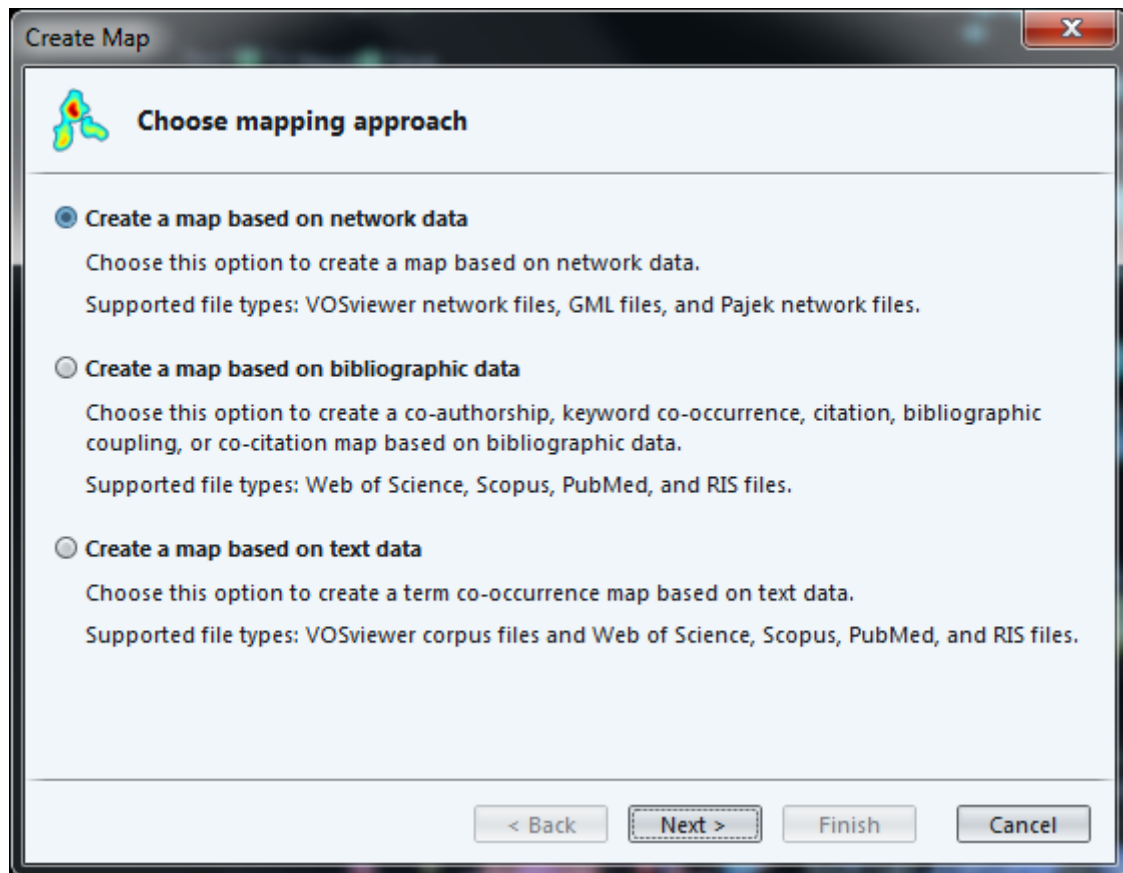 Create Map
X
Choose mapping approach
Create a map based on network data
Choose this option to create a map based on network data.
Supported file types: VOSviewer network files, GML files, and Pajek network files.
Create a map based on bibliographic data
Choose this option to create a co-authorship, keyword co-occurrence, citation, bibliographic
coupling, or co-citation map based on bibliographic data.
Supported file types: Web of Science, Scopus, PubMed, and RIS files.
Create a map based on text data
Choose this option to create a term co-occurrence map based on text data.
Supported file types: VOSviewer corpus files and Web of Science, Scopus, PubMed, and RIS files.
< Back Next > Finish Cancel